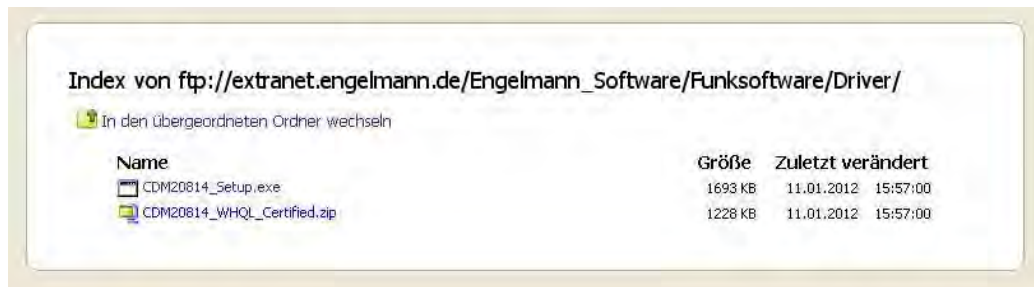 Index von ftp://extranet.engelmann.de/Engelmann_Software/Funksoftware/Driver/
In den übergeordneten Ordner wechseln
Name Größe Zuletzt verändert
CDM20814_Setup.exe 1693 KB 11.01.2012 15:57:00
CDM20814_WHQL_Certified.zip 1228 KB 11.01.2012 15:57:00